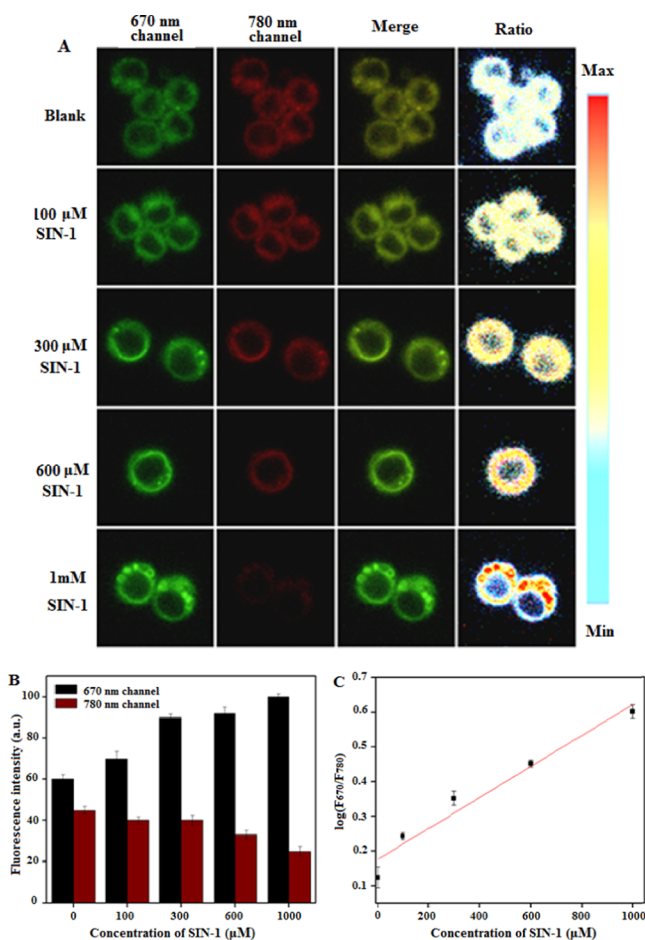 670 nm channel
780 nm channel
Merge
Ratio
A
Max
Blank
100 μM
SIN-1
300 μM
SIN-1
600 μM
SIN-1
1mM
SIN-1
Min
B
670 nm channel
780 nm channel
100
80
60
40
20
0
Fluorescence intensity (a.u.)
0 100 300 600 1000
Concentration of SIN-1 (μM)
C
0.7
0.6
0.5
0.4
0.3
0.2
0.1
log(F670/F780)
0 200 400 600 800 1000
Concentration of SIN-1 (μM)